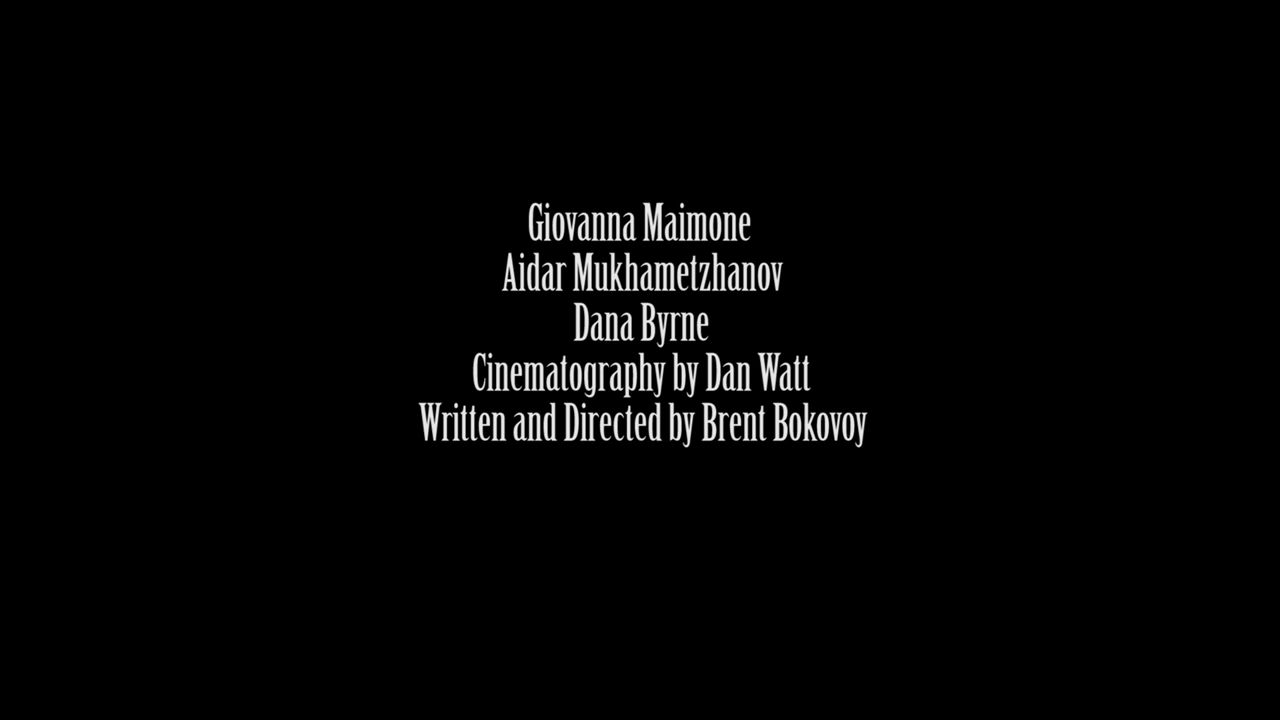 Giovanna Maimone
Aidar Mukhametzhanov
Dana Byrne
Cinematography by Dan Watt
Written and Directed by Brent Bokovoy